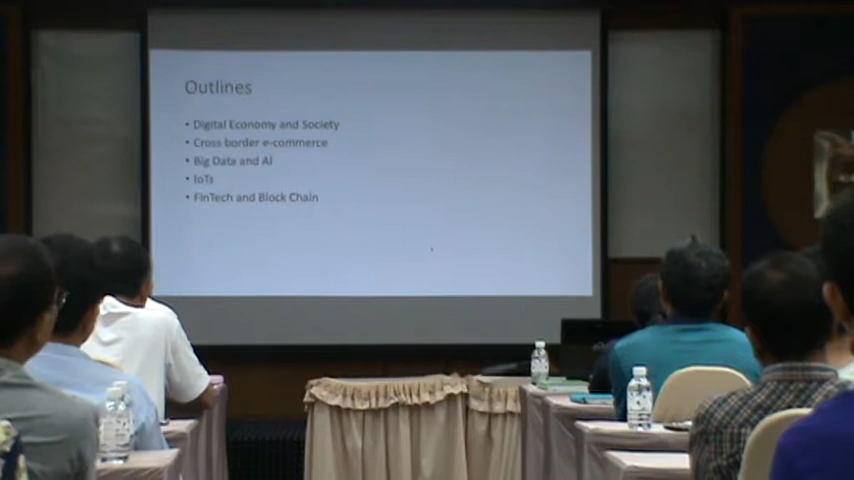 Outlines
• Digital Economy and Society
• Cross border e-commerce
• Big Data and AI
• IoTs
• FinTech and Block Chain